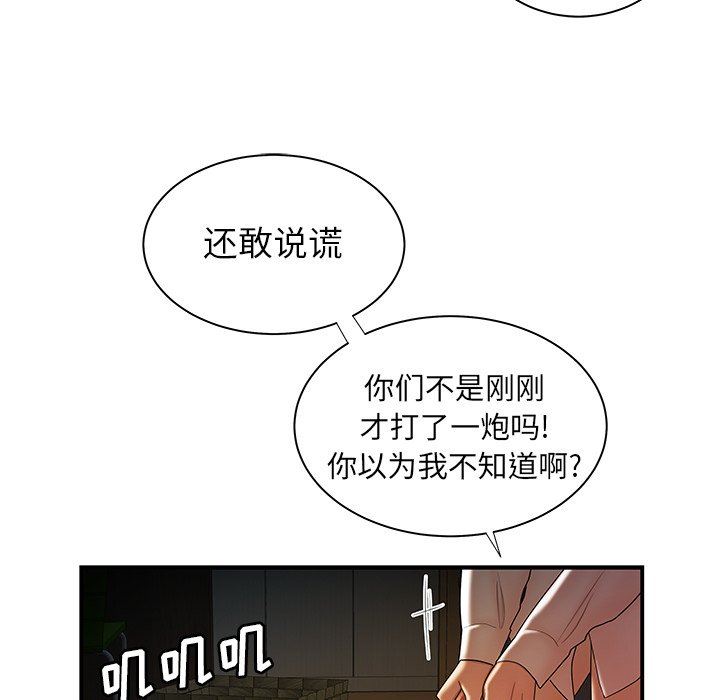 还敢说谎
你们不是刚刚
才打了一炮吗!
你以为我不知道啊?
叽叽叽